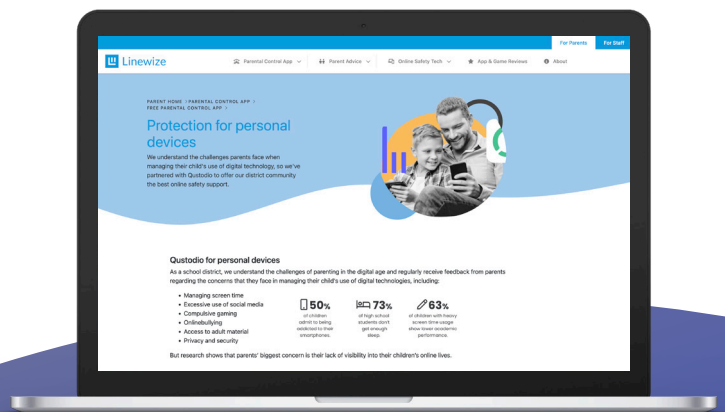 For Parents
For Staff
Linewize
Parental Control App
Parent Advice
Online Safety Tech
App & Game Reviews
About
PARENT HOME > PARENTAL CONTROL APP >
FREE PARENTAL CONTROL APP >
Protection for personal
devices
We understand the challenges parents face when
managing their child's use of digital technology, so we've
partnered with Qustodio to offer our district community
the best online safety support.
Qustodio for personal devices
As a school district, we understand the challenges of parenting in the digital age and regularly receive feedback from parents
regarding the concerns that they face in managing their child's use of digital technologies, including:
• Managing screen time
• Excessive use of social media
• Compulsive gaming
• Onlinebullying
• Access to adult material
• Privacy and security
50%
of children
admit to being
addicted to their
smartphones.
73%
of high school
students don't
get enough
sleep.
63%
of children with heavy
screen time usage
show lower academic
performance.
But research shows that parents' biggest concern is their lack of visibility into their children's online lives.